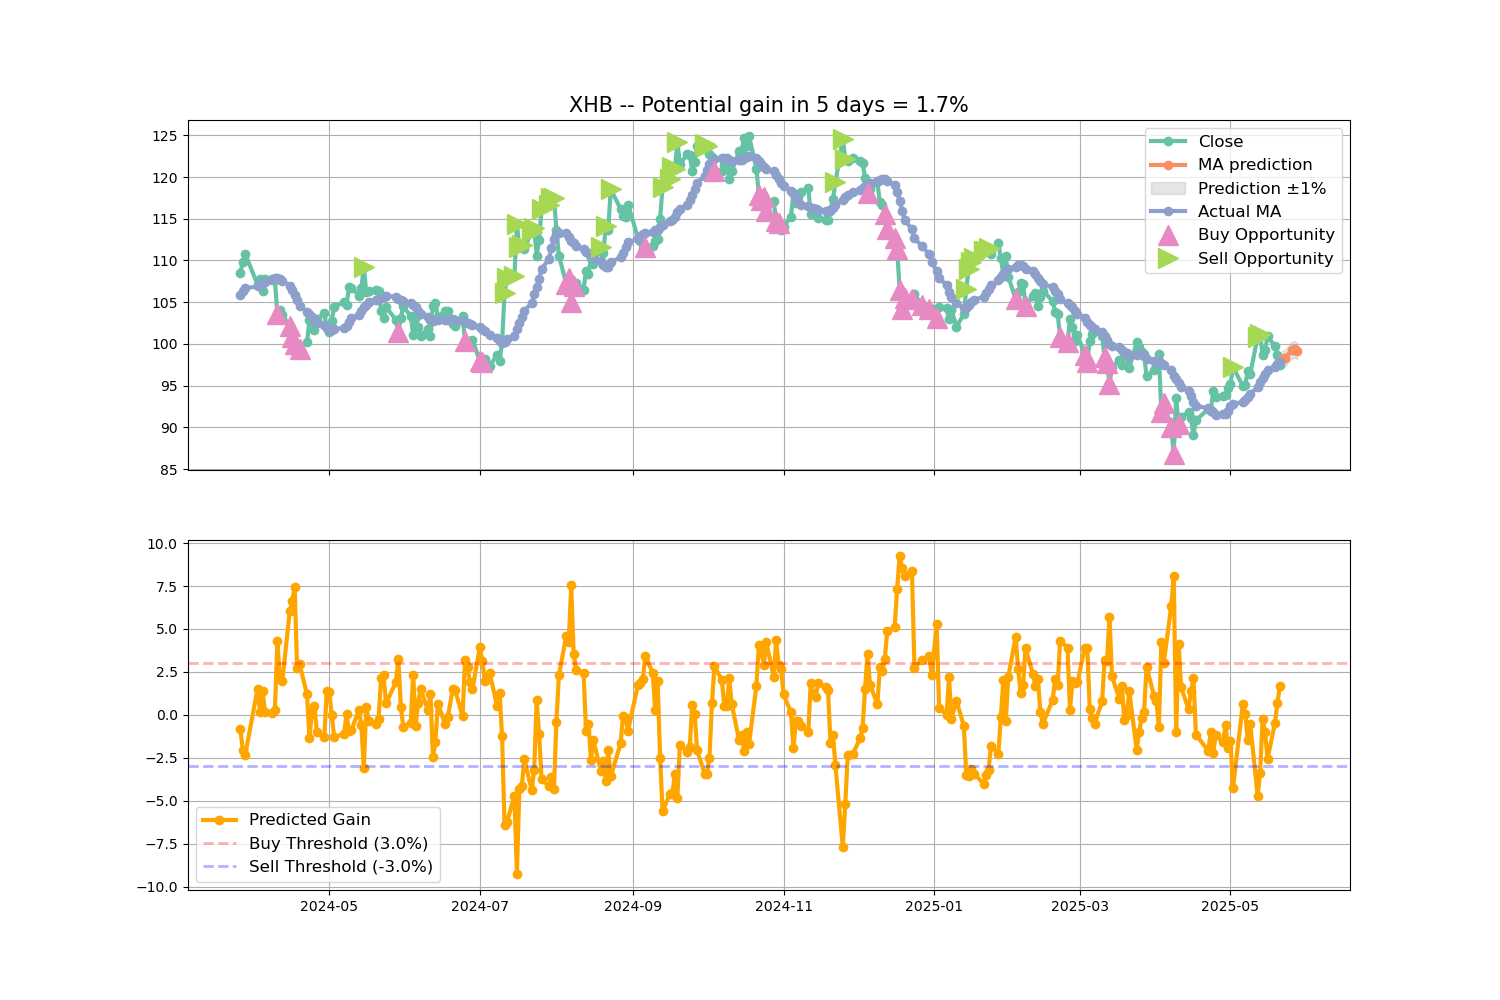 XHB -- Potential gain in 5 days = 1.7%
125
120
115
110
105
100
95
90
85
Close
MA prediction
Prediction ±1%
Actual MA
Buy Opportunity
Sell Opportunity
10.0
7.5
5.0
2.5
0.0
−2.5
−5.0
−7.5
−10.0
Predicted Gain
Buy Threshold (3.0%)
Sell Threshold (-3.0%)
2024-05
2024-07
2024-09
2024-11
2025-01
2025-03
2025-05